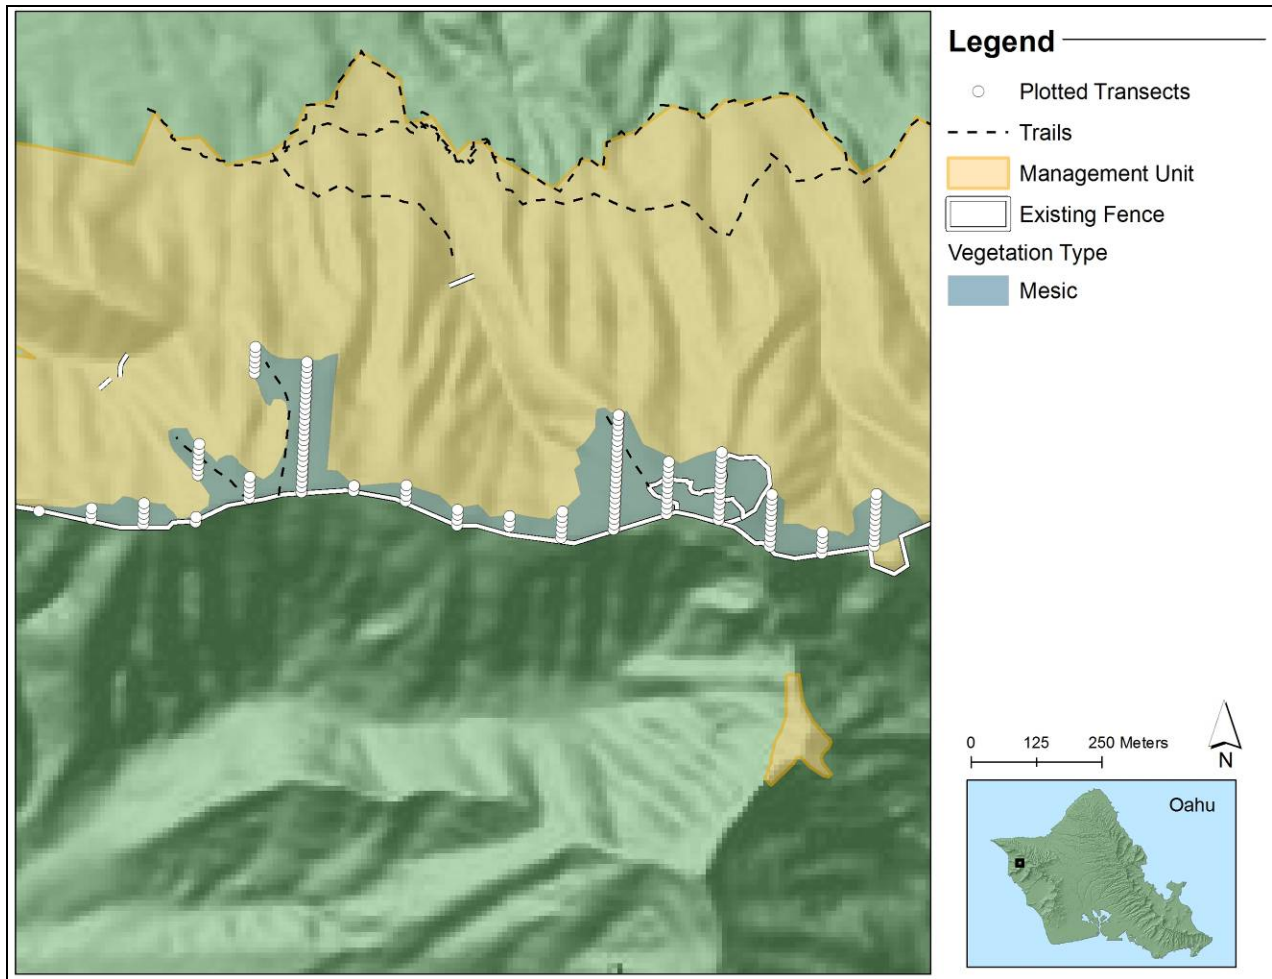 Legend
Plotted Transects
Trails
Management Unit
Existing Fence
Vegetation Type
Mesic
0 125 250 Meters
N
Oahu